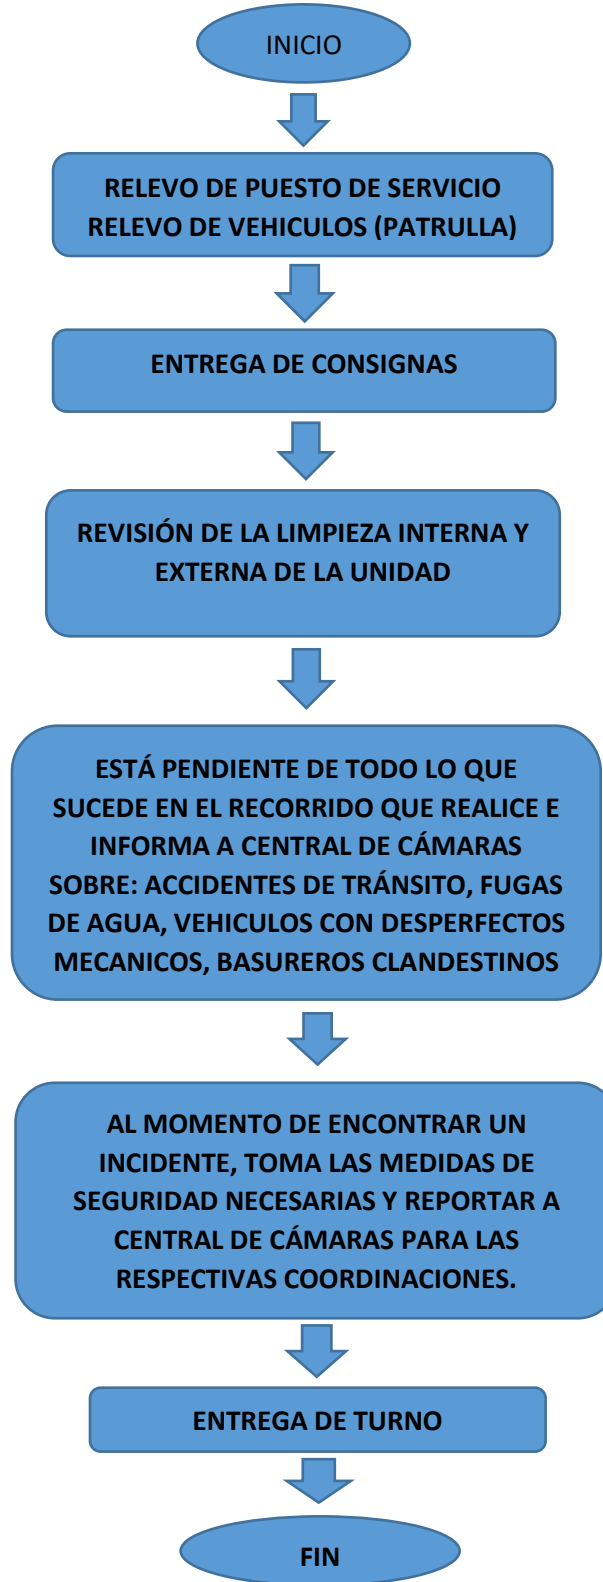 INICIO
RELEVO DE PUESTO DE SERVICIO
RELEVO DE VEHICULOS (PATRULLA)
ENTREGA DE CONSIGNAS
REVISIÓN DE LA LIMPIEZA INTERNA Y
EXTERNA DE LA UNIDAD
ESTÁ PENDIENTE DE TODO LO QUE
SUCEDE EN EL RECORRIDO QUE REALICE E
INFORMA A CENTRAL DE CÁMARAS
SOBRE: ACCIDENTES DE TRÁNSITO, FUGAS
DE AGUA, VEHICULOS CON DESPERFECTOS
MECANICOS, BASUREROS CLANDESTINOS
AL MOMENTO DE ENCONTRAR UN
INCIDENTE, TOMA LAS MEDIDAS DE
SEGURIDAD NECESARIAS Y REPORTAR A
CENTRAL DE CÁMARAS PARA LAS
RESPECTIVAS COORDINACIONES.
ENTREGA DE TURNO
FIN